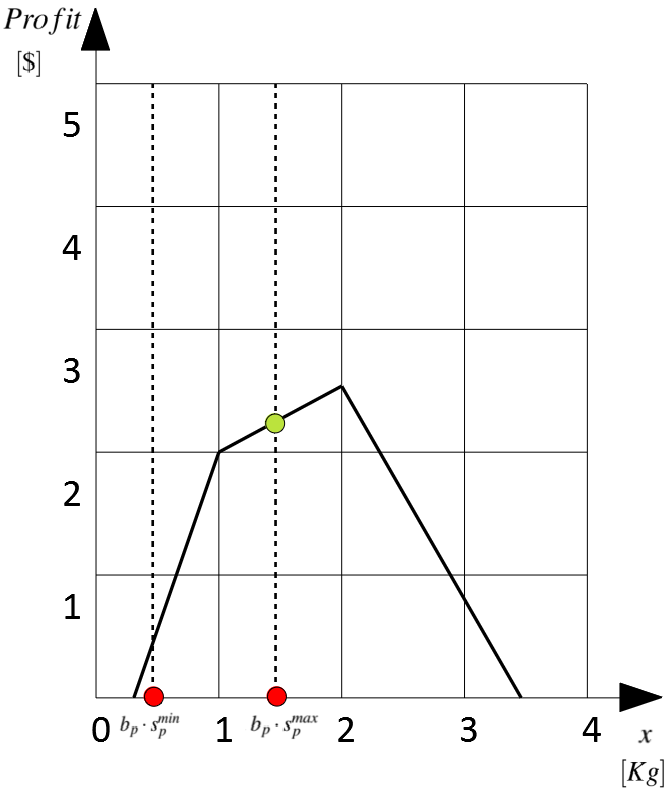 Profit
[$]
5
4
3
2
1
0 b_p · s_p^{min} 1 b_p · s_p^{max} 2 3 4 x
[Kg]